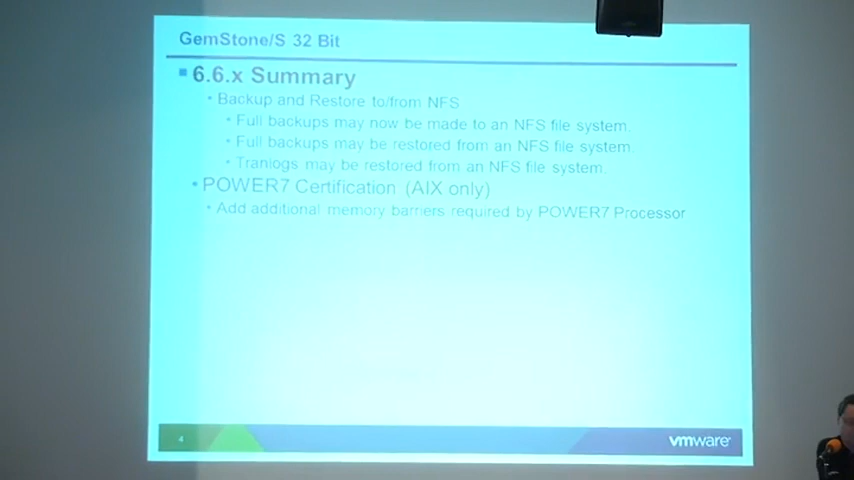 GemStone/S 32 Bit
6.6.x Summary
Backup and Restore to/from NFS
Full backups may now be made to an NFS file system.
Full backups may be restored from an NFS file system.
Tranlogs may be restored from an NFS file system.
POWER7 Certification (AIX only)
Add additional memory barriers required by POWER7 Processor
4
vmware